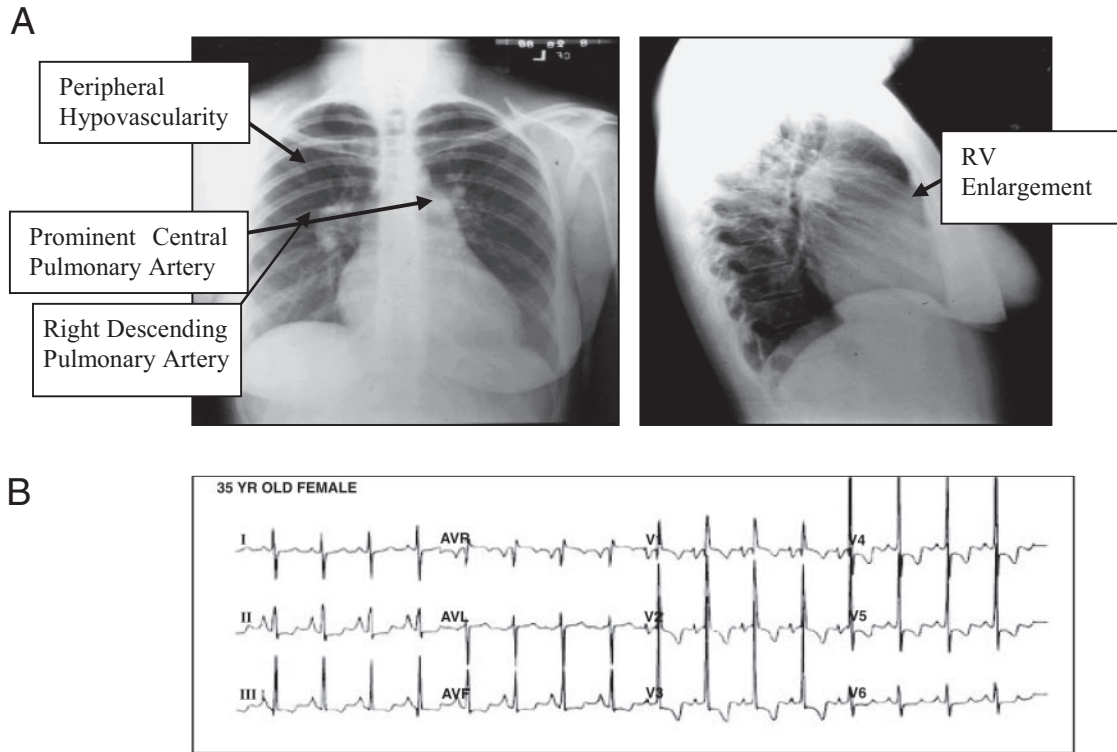 A
Peripheral
Hypovascularity
Prominent Central
Pulmonary Artery
Right Descending
Pulmonary Artery
L
RV
Enlargement
B
35 YR OLD FEMALE
I AVR V1 V4
II AVL V2 V5
III AVF V3 V6